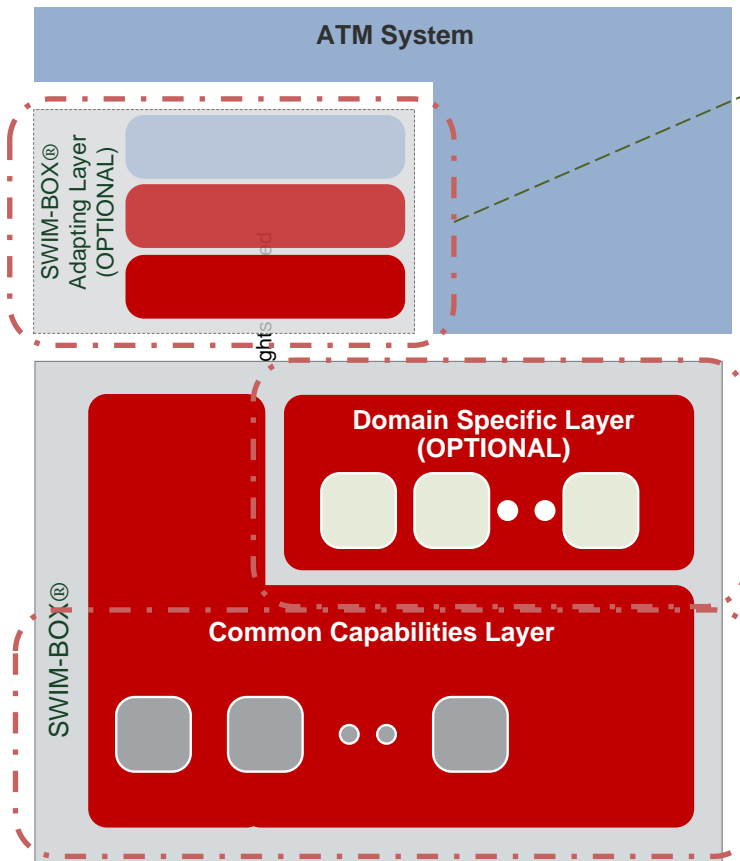 ATM System
SWIM-BOX®
Adapting Layer
(OPTIONAL)
Domain Specific Layer
(OPTIONAL)
SWIM-BOX®
Common Capabilities Layer